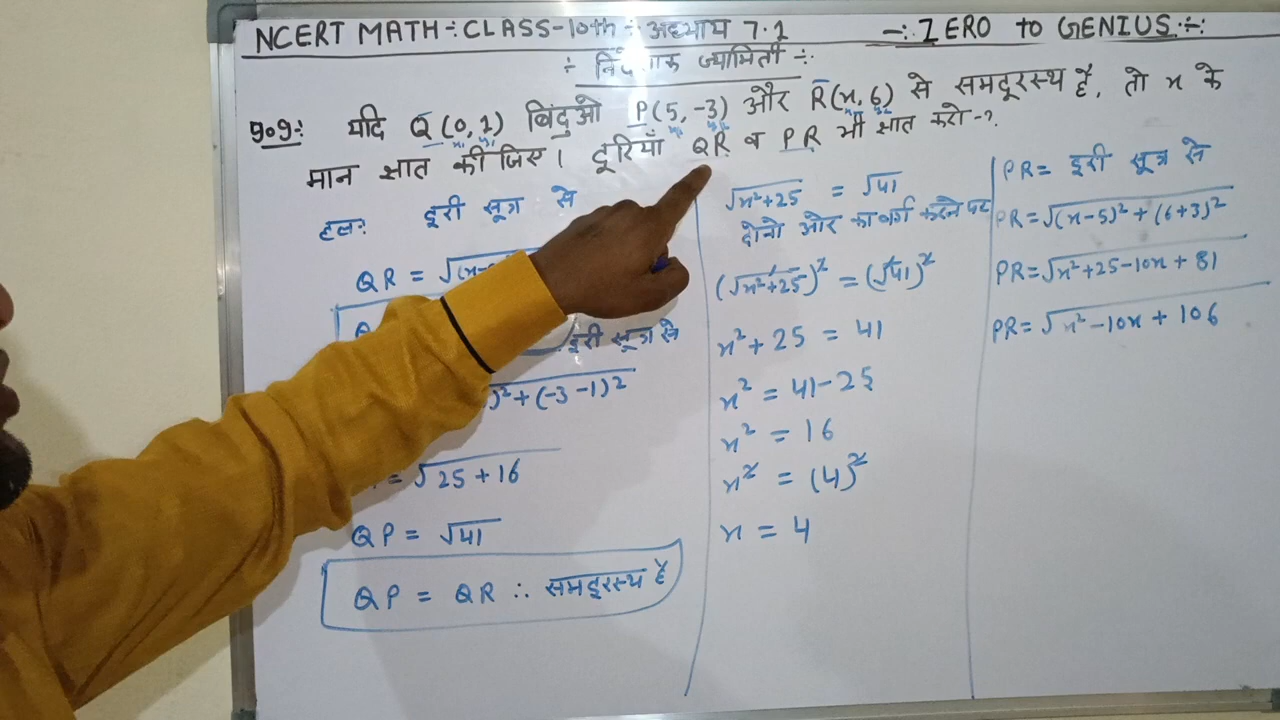 NCERT MATH÷CLASS-10th÷ अध्याय 7.1 -:ZERO TO GENIUS:-
÷ ज्यामिती ÷
यदि Q(0,1) बिंदुओ P(5,-3) और R(x,6) से समदूरस्थ है, तो x के
मान ज्ञात कीजिए। दूरियाँ QR व PR भी ज्ञात करो-?
x₁ y₁
हल: दूरी सूत्र से
QR = √(x-
दूरी सूत्र से
)²+(-3-1)²
= √25+16
QP = √41
QP = QR ∴ समदूरस्थ है
√x²+25 = √41
दोनो और का वर्ग करने पर
(√x²+25)² = (√41)²
x²+25 = 41
x² = 41-25
x² = 16
x² = (4)²
x = 4
PR = दूरी सूत्र से
PR=√(x-5)²+(6+3)²
PR=√x²+25-10x+81
PR=√x²-10x+106